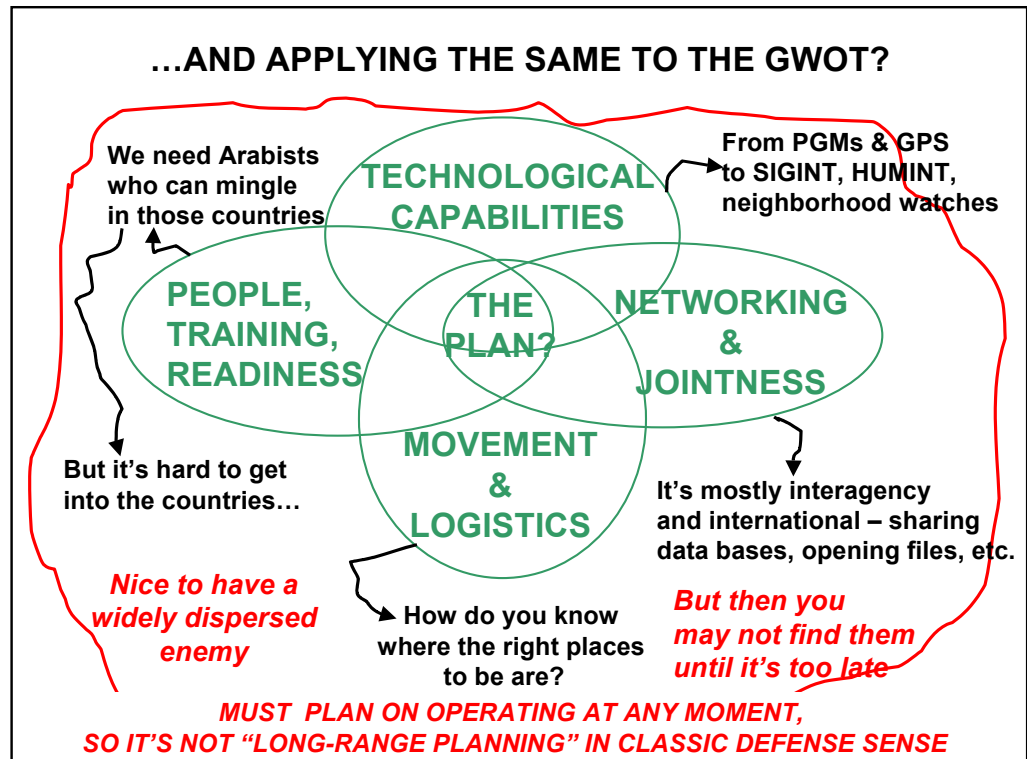 …AND APPLYING THE SAME TO THE GWOT?
We need Arabists
who can mingle
in those countries
TECHNOLOGICAL
CAPABILITIES
From PGMs & GPS
to SIGINT, HUMINT,
neighborhood watches
PEOPLE,
TRAINING,
READINESS
THE
PLAN?
NETWORKING
&
JOINTNESS
MOVEMENT
&
LOGISTICS
But it’s hard to get
into the countries…
It’s mostly interagency
and international – sharing
data bases, opening files, etc.
Nice to have a
widely dispersed
enemy
How do you know
where the right places
to be are?
But then you
may not find them
until it’s too late
MUST PLAN ON OPERATING AT ANY MOMENT,
SO IT’S NOT “LONG-RANGE PLANNING” IN CLASSIC DEFENSE SENSE